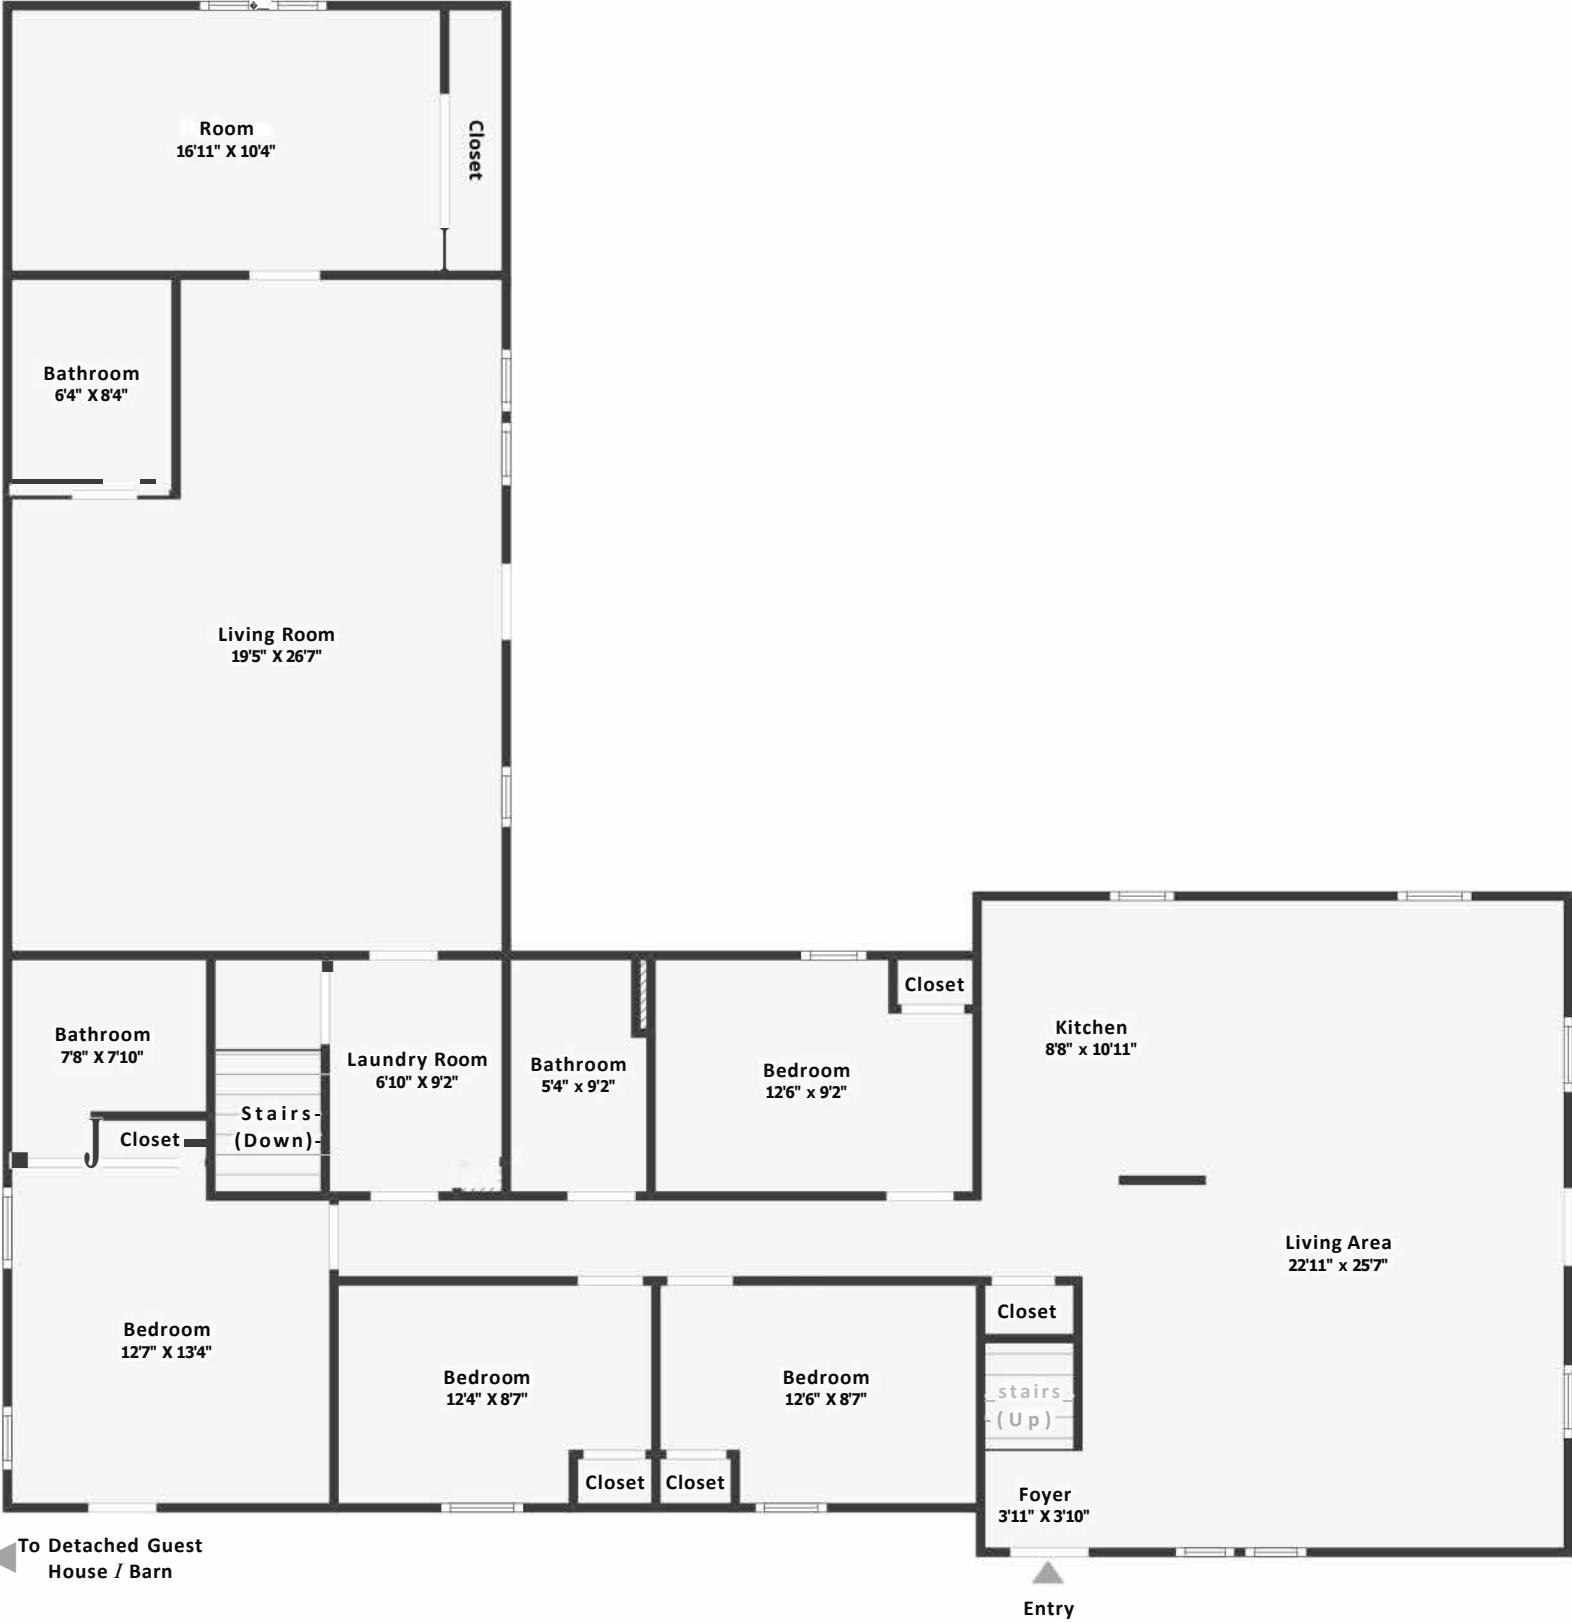 Room
16'11" X 10'4"
Closet
Bathroom
6'4" X 8'4"
Living Room
19'5" X 26'7"
Bathroom
7'8" X 7'10"
Closet
Stairs
(Down)
Laundry Room
6'10" X 9'2"
Bathroom
5'4" x 9'2"
Bedroom
12'6" x 9'2"
Closet
Kitchen
8'8" x 10'11"
Living Area
22'11" x 25'7"
Bedroom
12'7" X 13'4"
Bedroom
12'4" X 8'7"
Closet
Bedroom
12'6" X 8'7"
Closet
Closet
stairs
(Up)
Foyer
3'11" X 3'10"
To Detached Guest
House / Barn
Entry